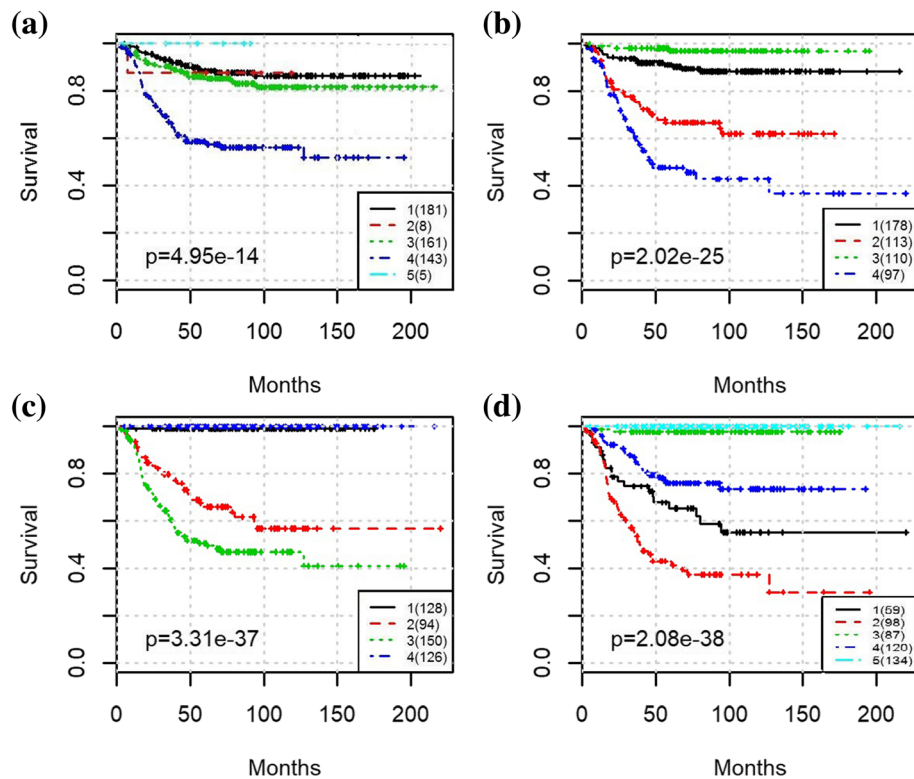 (a)
Survival
0.0 0.4 0.8
1(181)
2(8)
3(161)
4(143)
5(5)
p=4.95e-14
0 50 100 150 200
Months
(b)
Survival
0.0 0.4 0.8
1(178)
2(113)
3(110)
4(97)
p=2.02e-25
0 50 100 150 200
Months
(c)
Survival
0.0 0.4 0.8
1(128)
2(94)
3(150)
4(126)
p=3.31e-37
0 50 100 150 200
Months
(d)
Survival
0.0 0.4 0.8
1(59)
2(98)
3(87)
4(120)
5(134)
p=2.08e-38
0 50 100 150 200
Months